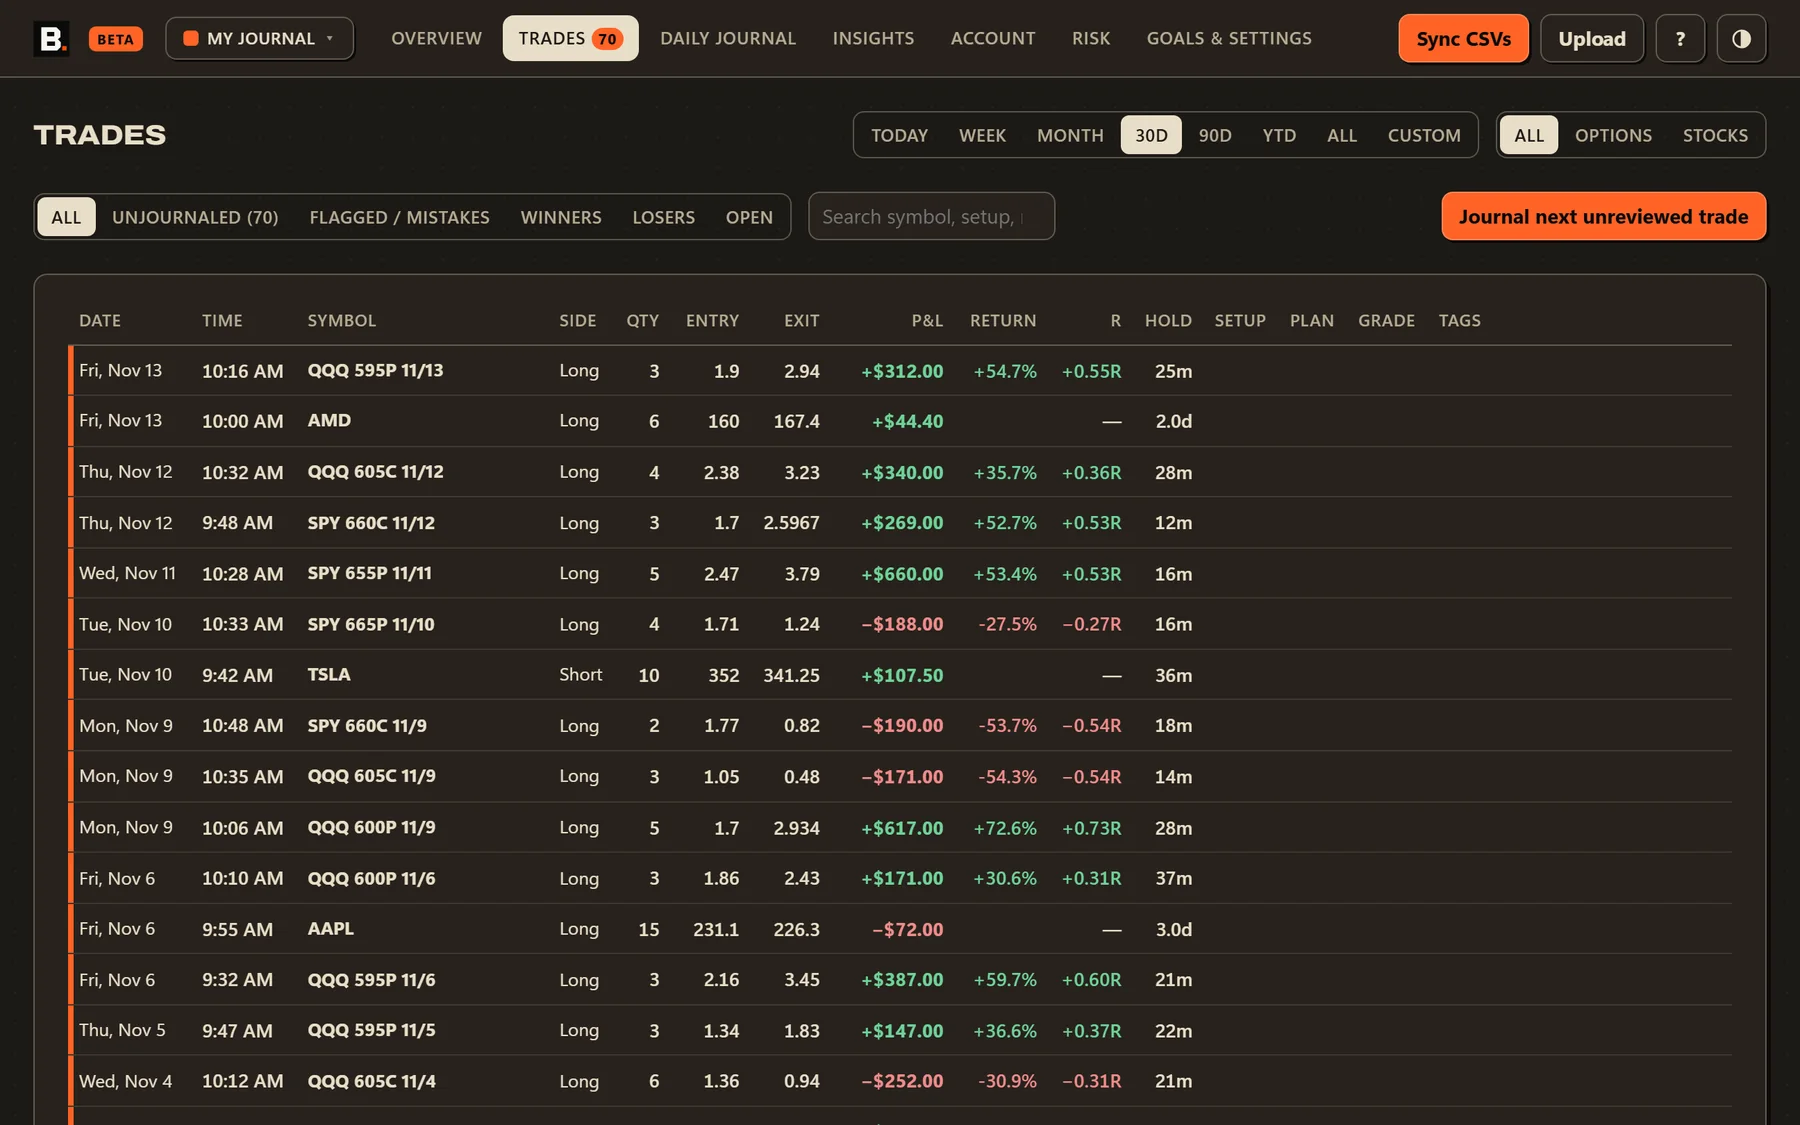 B. BETA MY JOURNAL ▾ OVERVIEW TRADES 70 DAILY JOURNAL INSIGHTS ACCOUNT RISK GOALS & SETTINGS Sync CSVs Upload ?
TRADES TODAY WEEK MONTH 30D 90D YTD ALL CUSTOM ALL OPTIONS STOCKS
ALL UNJOURNALED (70) FLAGGED / MISTAKES WINNERS LOSERS OPEN Search symbol, setup, Journal next unreviewed trade
DATE TIME SYMBOL SIDE QTY ENTRY EXIT P&L RETURN R HOLD SETUP PLAN GRADE TAGS
Fri, Nov 13 10:16 AM QQQ 595P 11/13 Long 3 1.9 2.94 +$312.00 +54.7% +0.55R 25m
Fri, Nov 13 10:00 AM AMD Long 6 160 167.4 +$44.40 — 2.0d
Thu, Nov 12 10:32 AM QQQ 605C 11/12 Long 4 2.38 3.23 +$340.00 +35.7% +0.36R 28m
Thu, Nov 12 9:48 AM SPY 660C 11/12 Long 3 1.7 2.5967 +$269.00 +52.7% +0.53R 12m
Wed, Nov 11 10:28 AM SPY 655P 11/11 Long 5 2.47 3.79 +$660.00 +53.4% +0.53R 16m
Tue, Nov 10 10:33 AM SPY 665P 11/10 Long 4 1.71 1.24 −$188.00 -27.5% −0.27R 16m
Tue, Nov 10 9:42 AM TSLA Short 10 352 341.25 +$107.50 — 36m
Mon, Nov 9 10:48 AM SPY 660C 11/9 Long 2 1.77 0.82 −$190.00 -53.7% −0.54R 18m
Mon, Nov 9 10:35 AM QQQ 605C 11/9 Long 3 1.05 0.48 −$171.00 -54.3% −0.54R 14m
Mon, Nov 9 10:06 AM QQQ 600P 11/9 Long 5 1.7 2.934 +$617.00 +72.6% +0.73R 28m
Fri, Nov 6 10:10 AM QQQ 600P 11/6 Long 3 1.86 2.43 +$171.00 +30.6% +0.31R 37m
Fri, Nov 6 9:55 AM AAPL Long 15 231.1 226.3 −$72.00 — 3.0d
Fri, Nov 6 9:32 AM QQQ 595P 11/6 Long 3 2.16 3.45 +$387.00 +59.7% +0.60R 21m
Thu, Nov 5 9:47 AM QQQ 595P 11/5 Long 3 1.34 1.83 +$147.00 +36.6% +0.37R 22m
Wed, Nov 4 10:12 AM QQQ 605C 11/4 Long 6 1.36 0.94 −$252.00 -30.9% −0.31R 21m